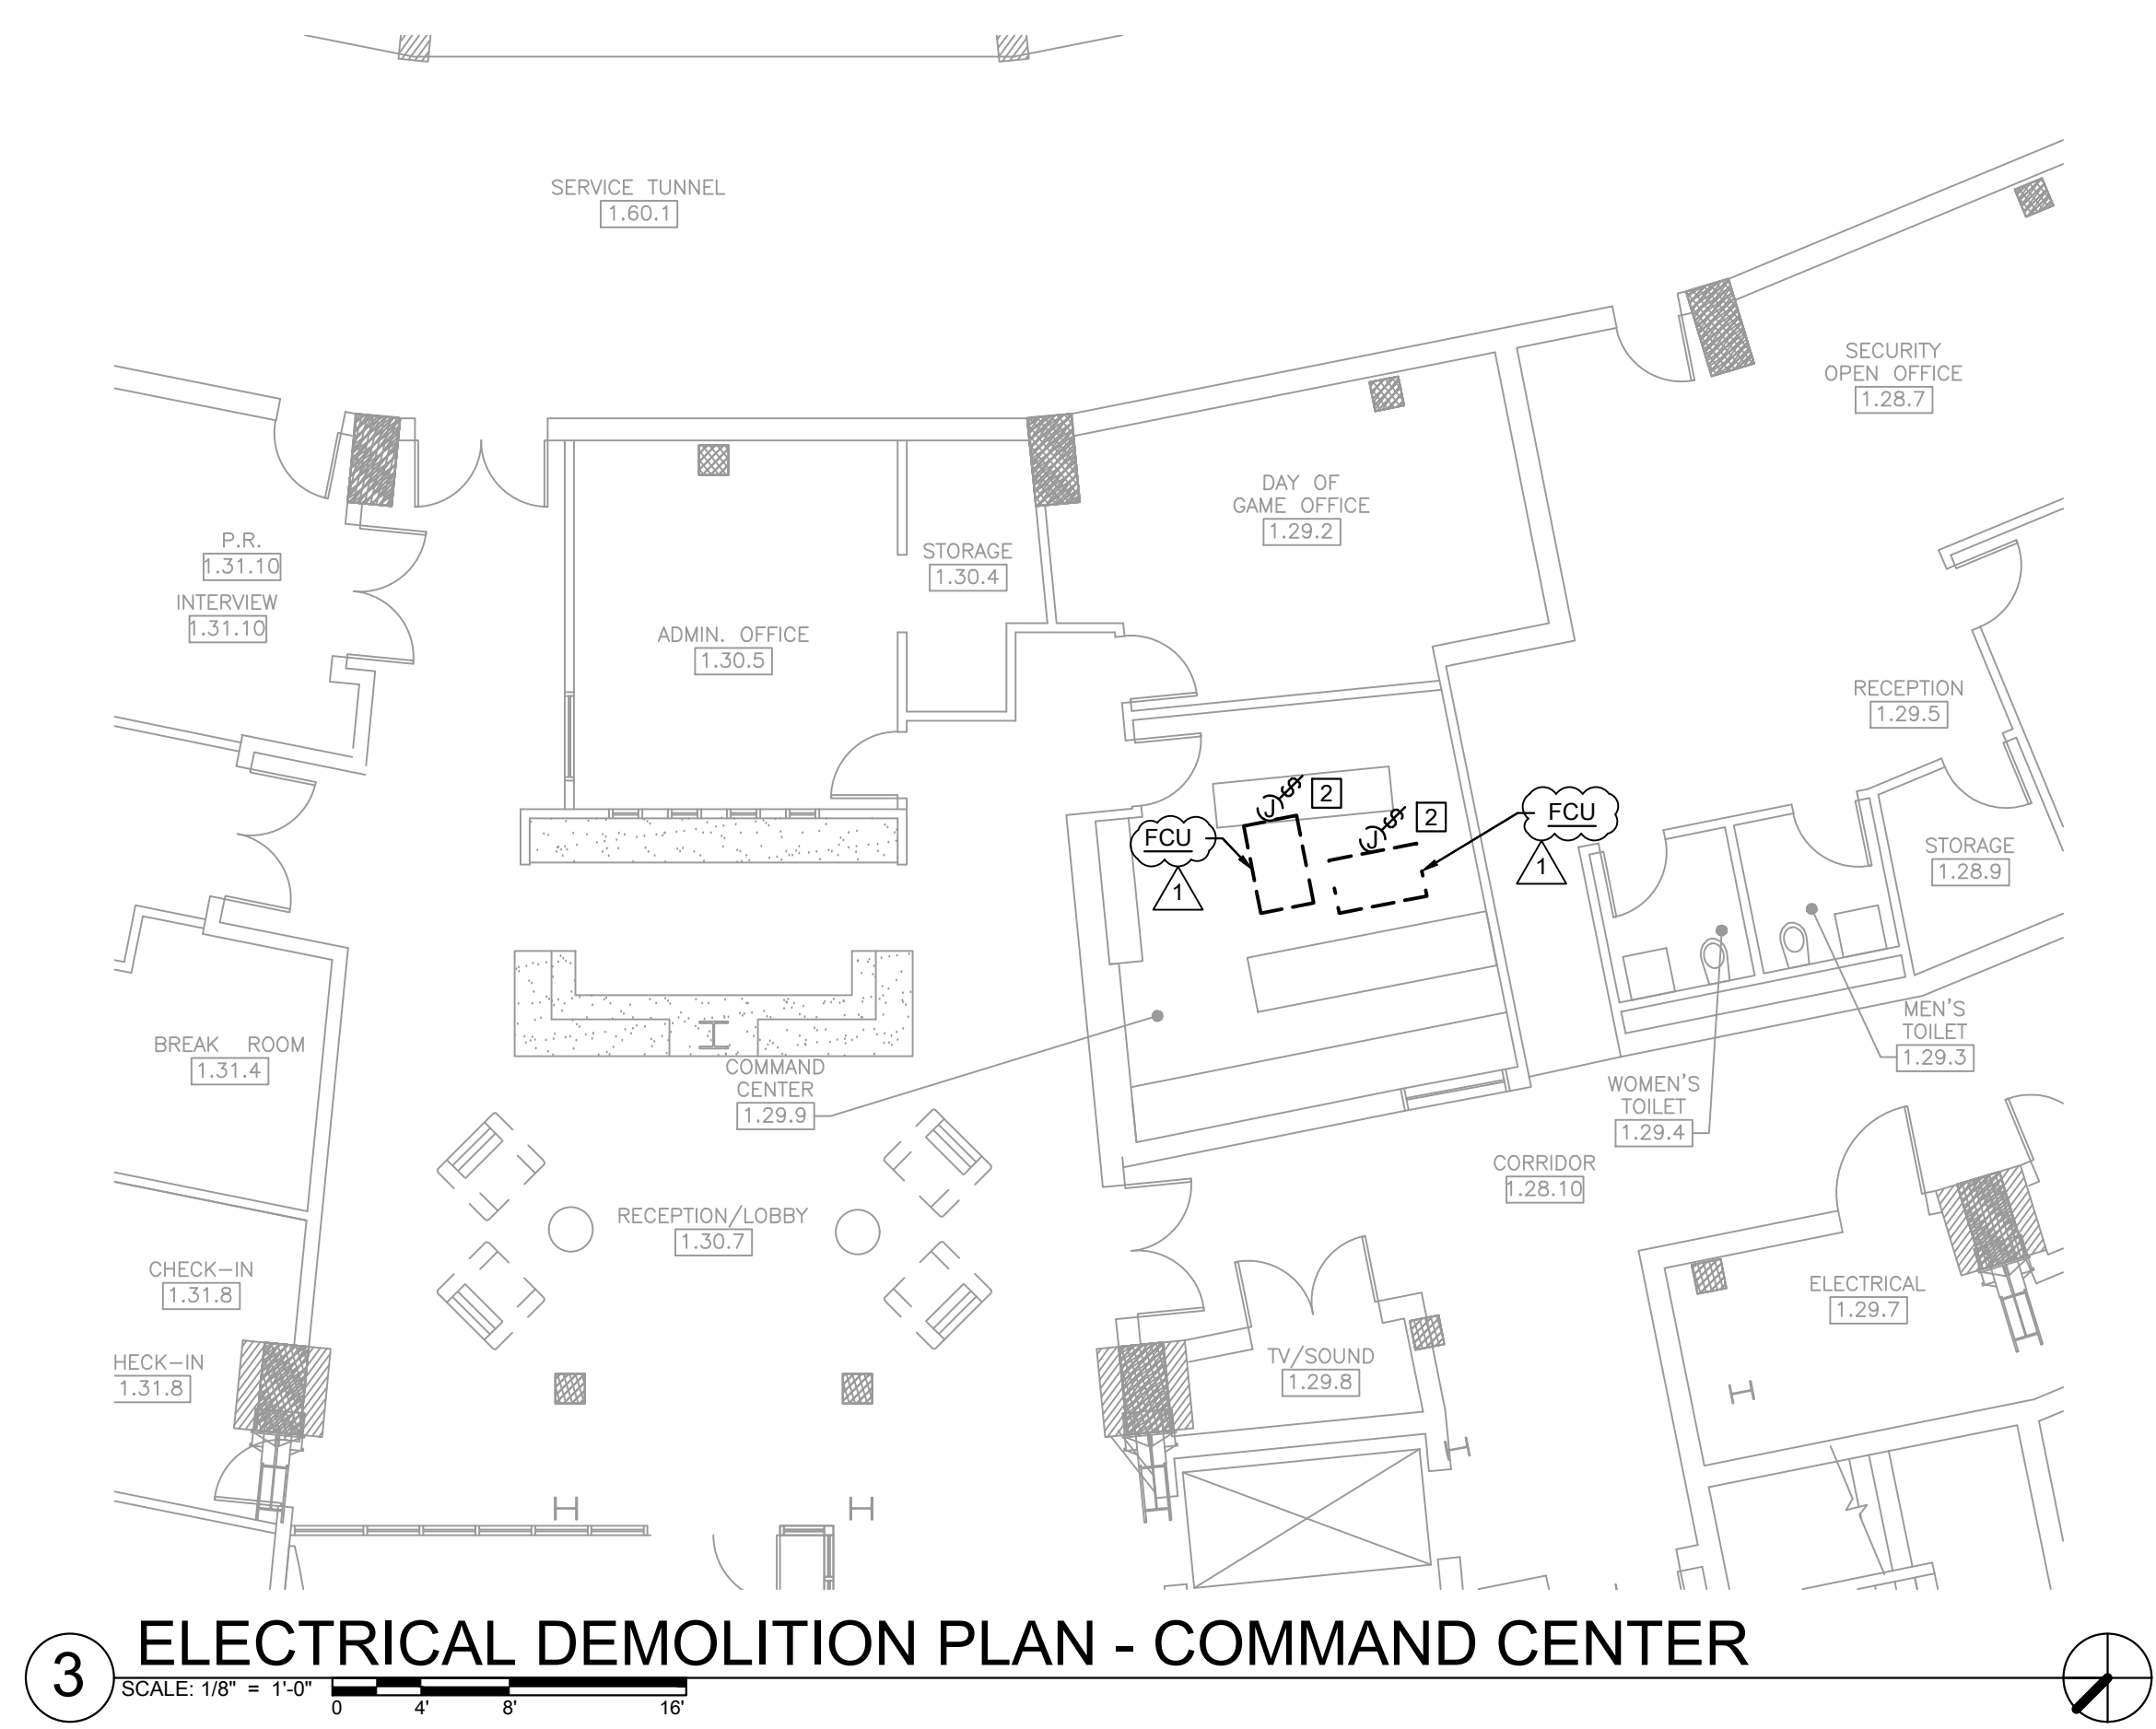 SERVICE TUNNEL
1.60.1
SECURITY
OPEN OFFICE
1.28.7
DAY OF
GAME OFFICE
1.29.2
P.R.
1.31.10
INTERVIEW
1.31.10
STORAGE
1.30.4
ADMIN. OFFICE
1.30.5
RECEPTION
1.29.5
J $ 2
J $ 2
FCU
1
FCU
1
STORAGE
1.28.9
BREAK ROOM
1.31.4
COMMAND
CENTER
1.29.9
MEN'S
TOILET
1.29.3
WOMEN'S
TOILET
1.29.4
CORRIDOR
1.28.10
RECEPTION/LOBBY
1.30.7
CHECK-IN
1.31.8
ELECTRICAL
1.29.7
HECK-IN
1.31.8
TV/SOUND
1.29.8
3
ELECTRICAL DEMOLITION PLAN - COMMAND CENTER
SCALE: 1/8" = 1'-0"
0 4' 8' 16'